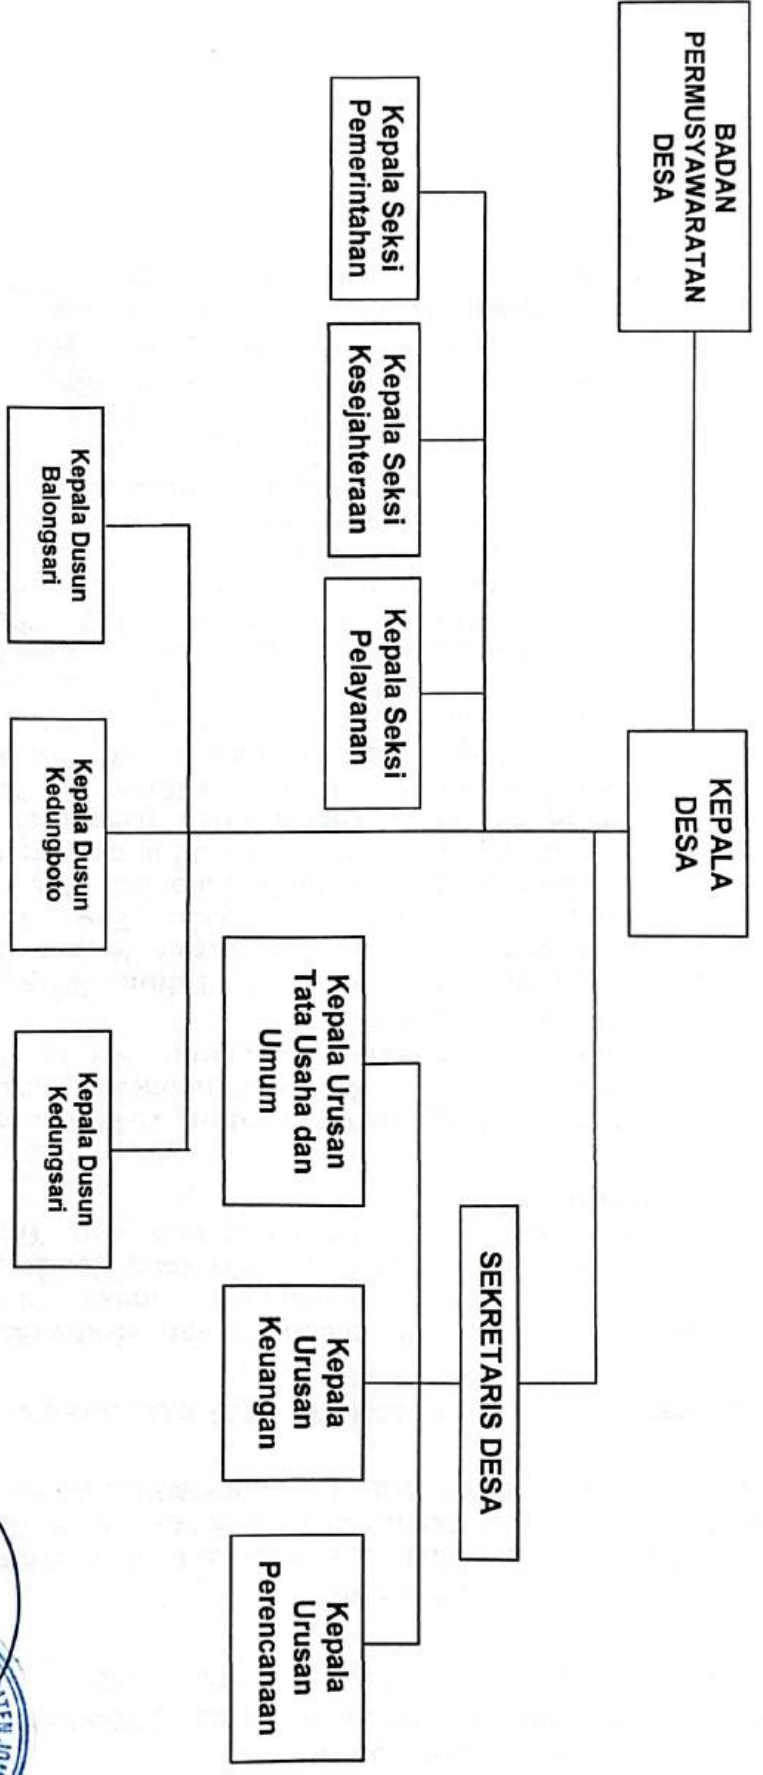 BADAN
PERMUSYAWARATAN
DESA
KEPALA
DESA
SEKRETARIS DESA
Kepala Seksi
Pemerintahan
Kepala Seksi
Kesejahteraan
Kepala Seksi
Pelayanan
Kepala Urusan
Tata Usaha dan
Umum
Kepala
Urusan
Keuangan
Kepala
Urusan
Perencanaan
Kepala Dusun
Balongsari
Kepala Dusun
Kedungboto
Kepala Dusun
Kedungsari